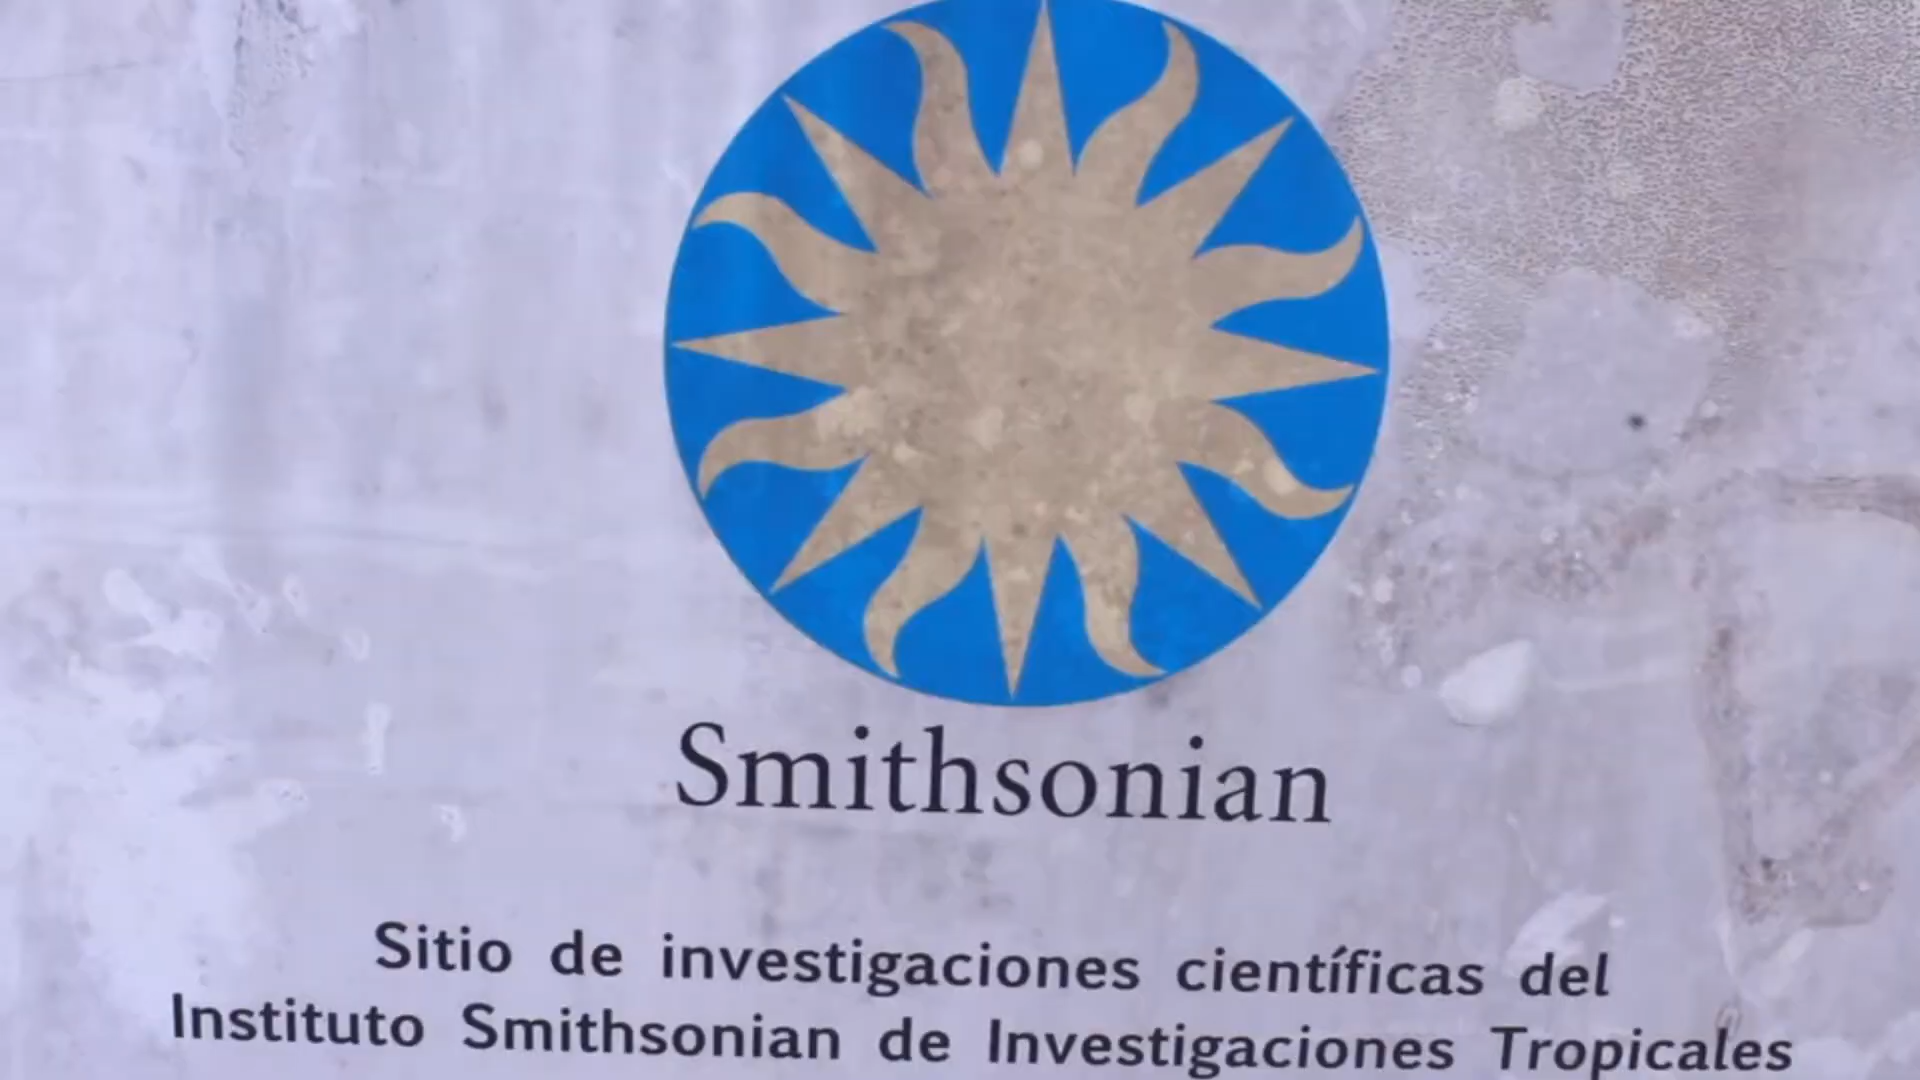 Smithsonian
Sitio de investigaciones científicas del
Instituto Smithsonian de Investigaciones Tropicales